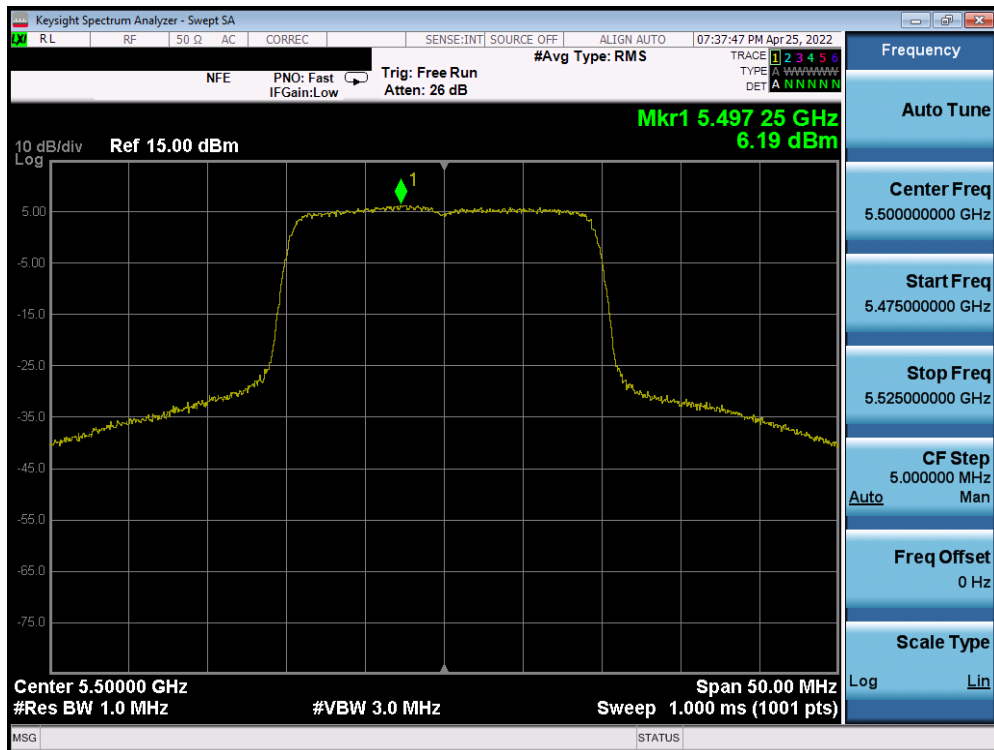 Keysight Spectrum Analyzer - Swept SA
LXI RL RF 50 Ω AC CORREC SENSE:INT SOURCE OFF ALIGN AUTO 07:37:47 PM Apr 25, 2022
NFE PNO: Fast Trig: Free Run #Avg Type: RMS TRACE 1 2 3 4 5 6
IFGain:Low Atten: 26 dB TYPE A WWWWW
DET A N N N N N
Mkr1 5.497 25 GHz
6.19 dBm
10 dB/div Ref 15.00 dBm
Log
1
5.00
-5.00
-15.0
-25.0
-35.0
-45.0
-55.0
-65.0
-75.0
Center 5.50000 GHz Span 50.00 MHz
#Res BW 1.0 MHz #VBW 3.0 MHz Sweep 1.000 ms (1001 pts)
MSG STATUS
Frequency
Auto Tune
Center Freq
5.500000000 GHz
Start Freq
5.475000000 GHz
Stop Freq
5.525000000 GHz
CF Step
5.000000 MHz
Auto Man
Freq Offset
0 Hz
Scale Type
Log Lin